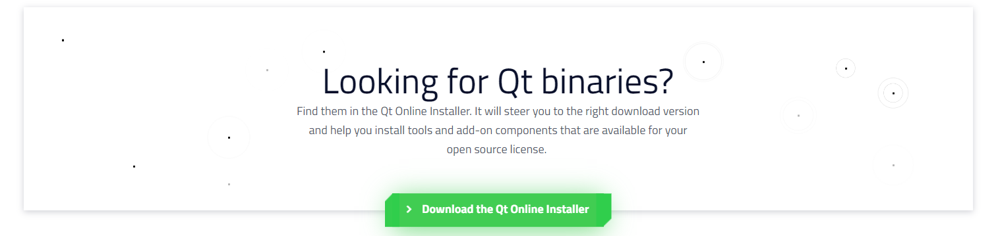 Looking for Qt binaries?
Find them in the Qt Online Installer. It will steer you to the right download version
and help you install tools and add-on components that are available for your
open source license.
Download the Qt Online Installer